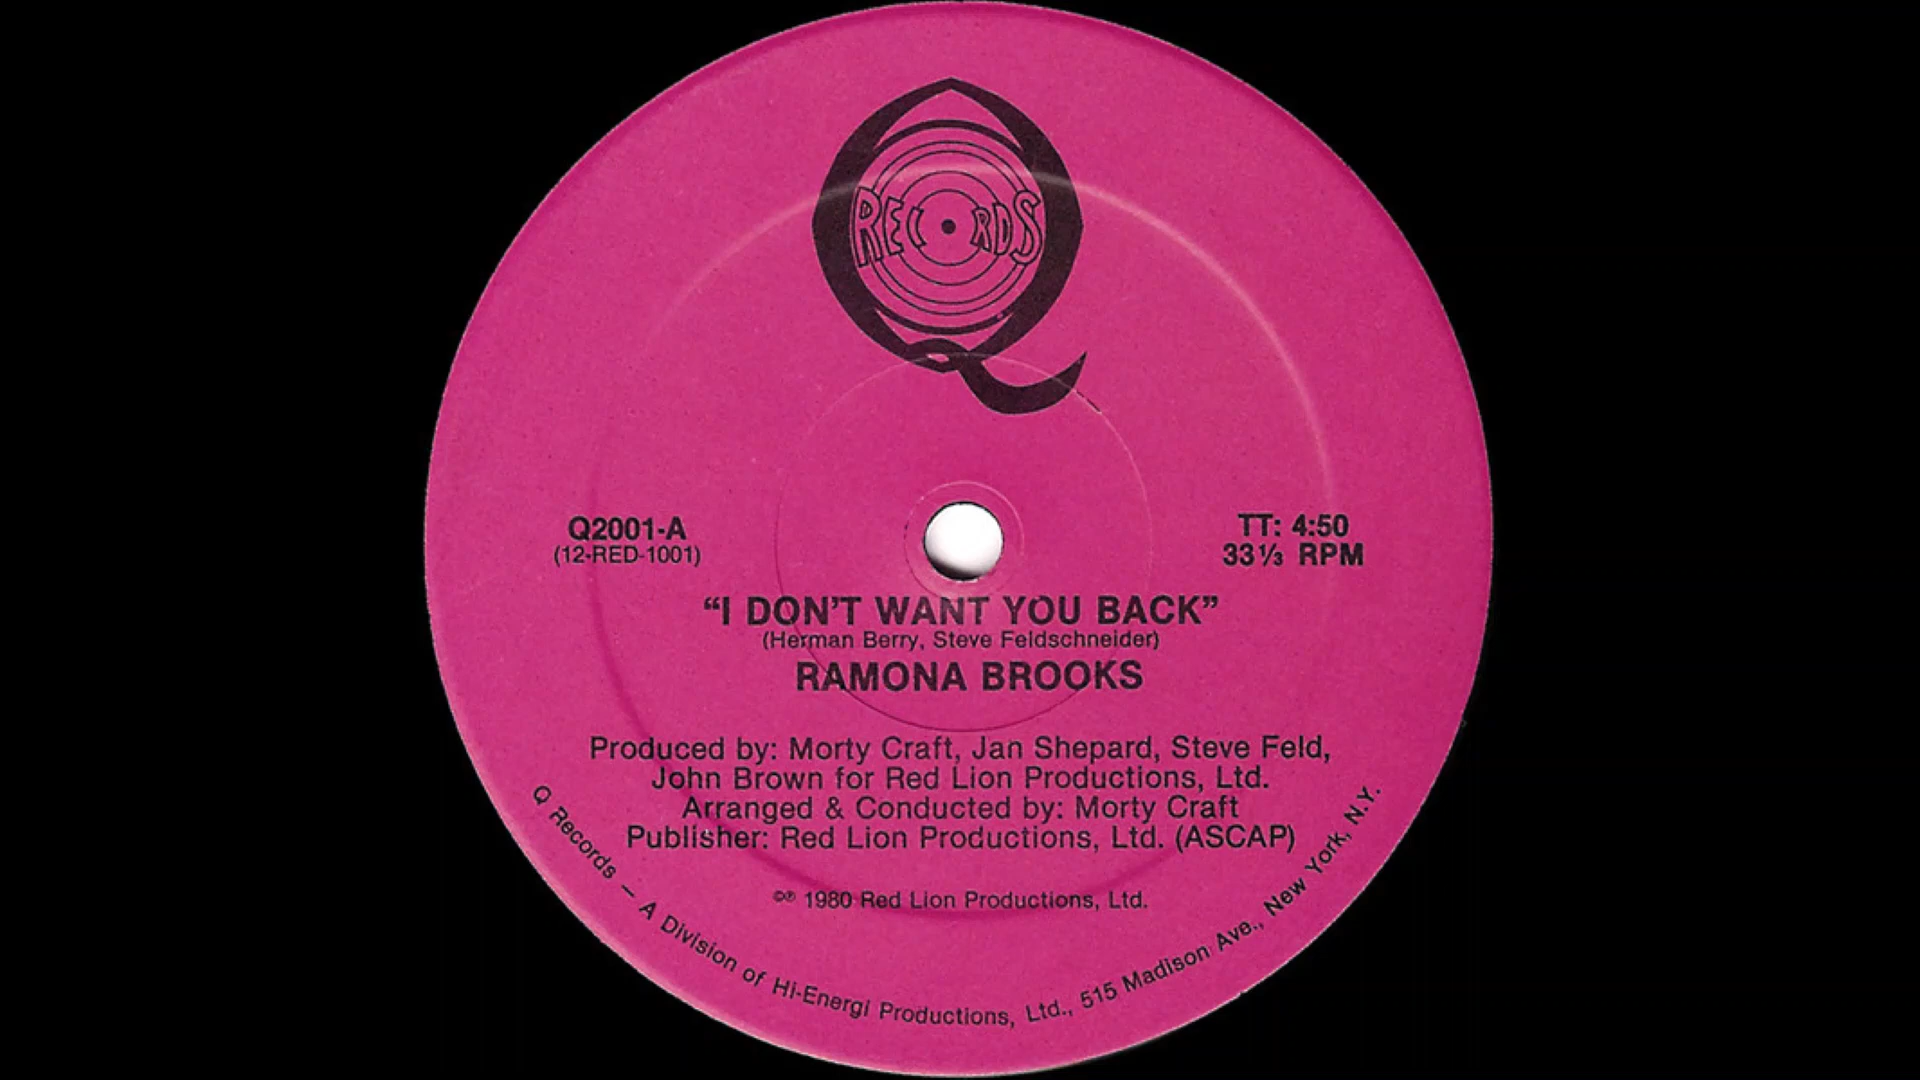 Q
RECORDS
Q2001-A
(12-RED-1001)
TT: 4:50
33 1/3 RPM
“I DON’T WANT YOU BACK”
(Herman Berry, Steve Feldschneider)
RAMONA BROOKS
Produced by: Morty Craft, Jan Shepard, Steve Feld,
John Brown for Red Lion Productions, Ltd.
Arranged & Conducted by: Morty Craft
Publisher: Red Lion Productions, Ltd. (ASCAP)
©℗ 1980 Red Lion Productions, Ltd.
Q Records — A Division of Hi-Energi Productions, Ltd., 515 Madison Ave., New York, N.Y.